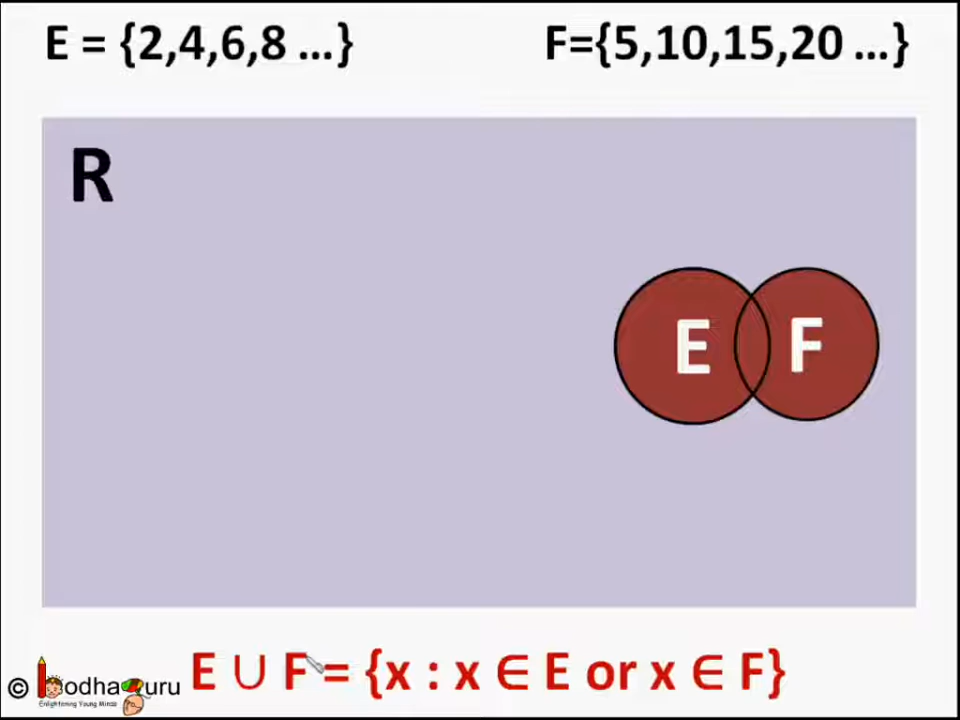 E = {2,4,6,8 ...} F={5,10,15,20 ...}
R
E F
E ∪ F = {x : x ∈ E or x ∈ F}
© BodhaGuru
Enlightening Young Minds